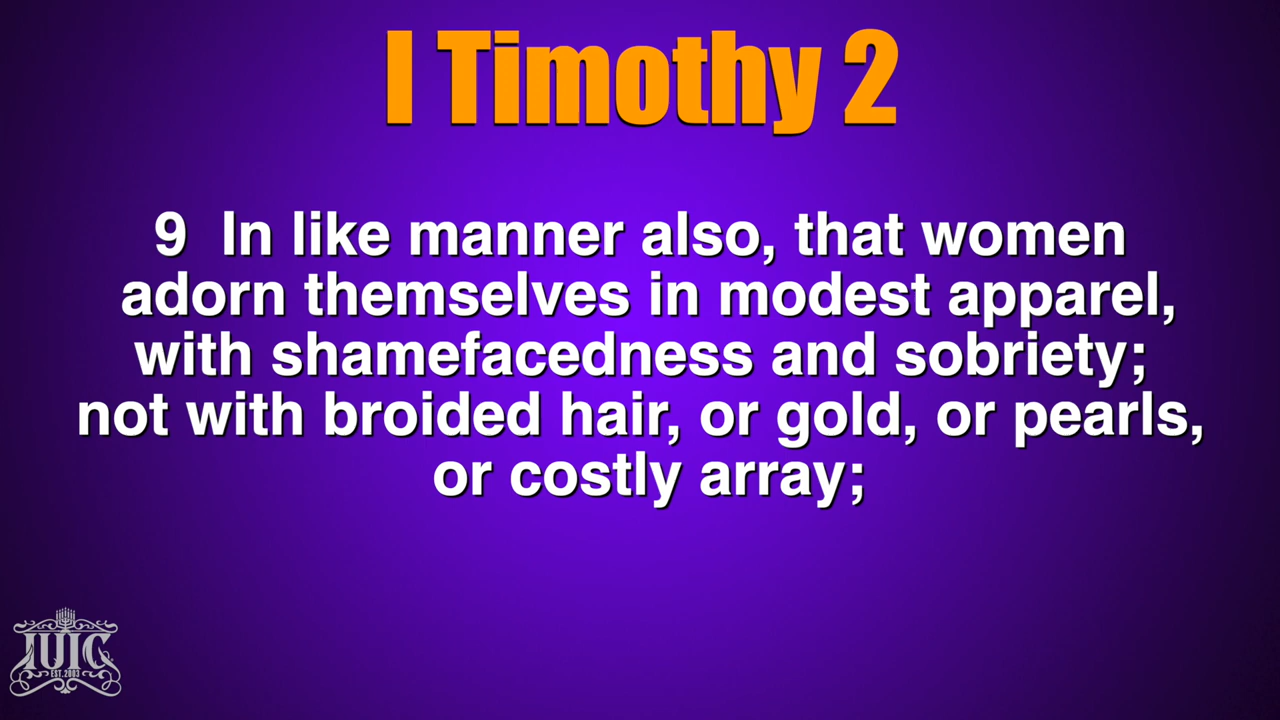 I Timothy 2
9 In like manner also, that women
adorn themselves in modest apparel,
with shamefacedness and sobriety;
not with broided hair, or gold, or pearls,
or costly array;
IUIC
EST. 2003